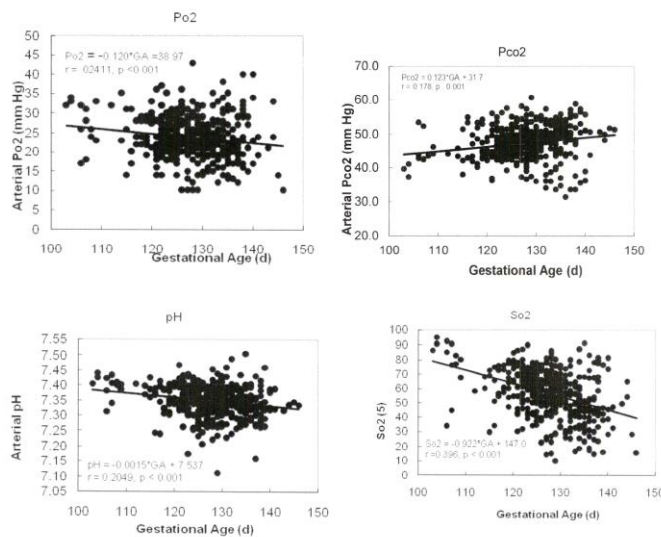 Po2
Po2 = -0.120*GA =38.97
r = 02411, p <0.001
Arterial Po2 (mm Hg)
50
45
40
35
30
25
20
15
10
5
0
100 110 120 130 140 150
Gestational Age (d)
Pco2
Pco2 = 0.123*GA + 31.7
r = 0.178, p 0.001
Arterial Pco2 (mm Hg)
70.0
60.0
50.0
40.0
30.0
20.0
100 110 120 130 140 150
Gestational Age (d)
pH
Arterial pH
7.55
7.50
7.45
7.40
7.35
7.30
7.25
7.20
7.15
7.10
7.05
pH = -0.0015*GA + 7.537
r = 0.2049, p < 0.001
100 110 120 130 140 150
Gestational Age (d)
So2
So2 (5)
100
90
80
70
60
50
40
30
20
10
0
So2 = -0.922*GA + 147.0
r=0.396, p < 0.001
100 110 120 130 140 150
Gestational Age (d)